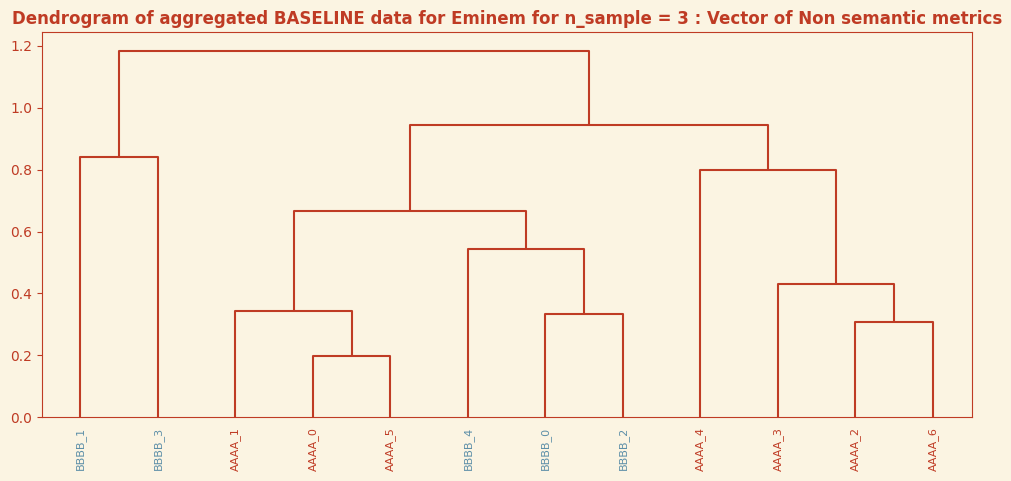 Dendrogram of aggregated BASELINE data for Eminem for n_sample = 3 : Vector of Non semantic metrics
1.2
1.0
0.8
0.6
0.4
0.2
0.0
BBBB_1
BBBB_3
AAAA_1
AAAA_0
AAAA_5
BBBB_4
BBBB_0
BBBB_2
AAAA_4
AAAA_3
AAAA_2
AAAA_6